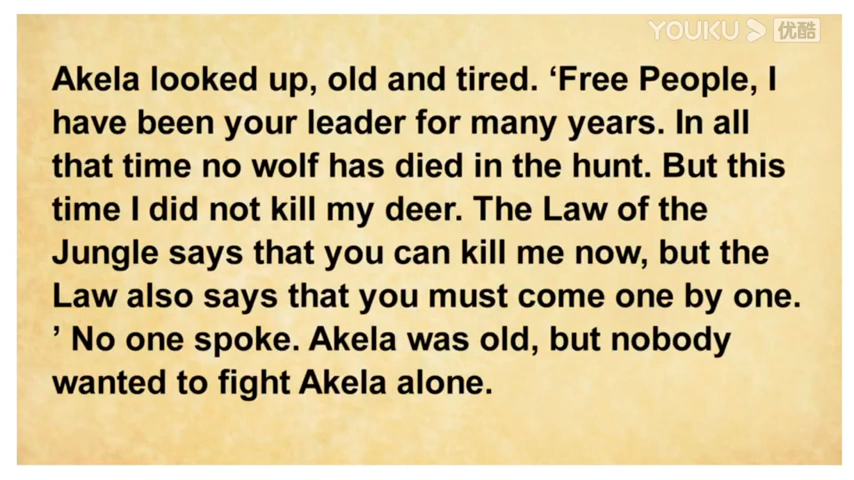 YOUKU 优酷
Akela looked up, old and tired. ‘Free People, I
have been your leader for many years. In all
that time no wolf has died in the hunt. But this
time I did not kill my deer. The Law of the
Jungle says that you can kill me now, but the
Law also says that you must come one by one.
’ No one spoke. Akela was old, but nobody
wanted to fight Akela alone.